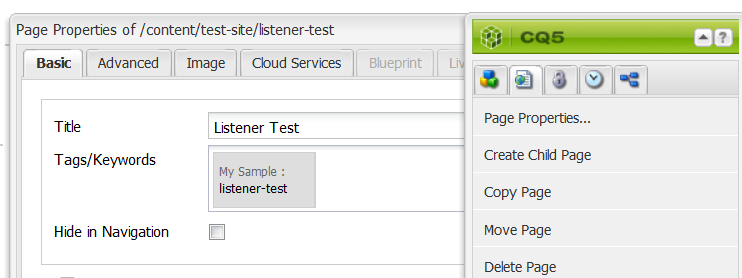 Page Properties of /content/test-site/listener-test
Basic
Advanced
Image
Cloud Services
Blueprint
Title
Listener Test
Tags/Keywords
My Sample :
listener-test
Hide in Navigation
CQ5
?
Page Properties...
Create Child Page
Copy Page
Move Page
Delete Page